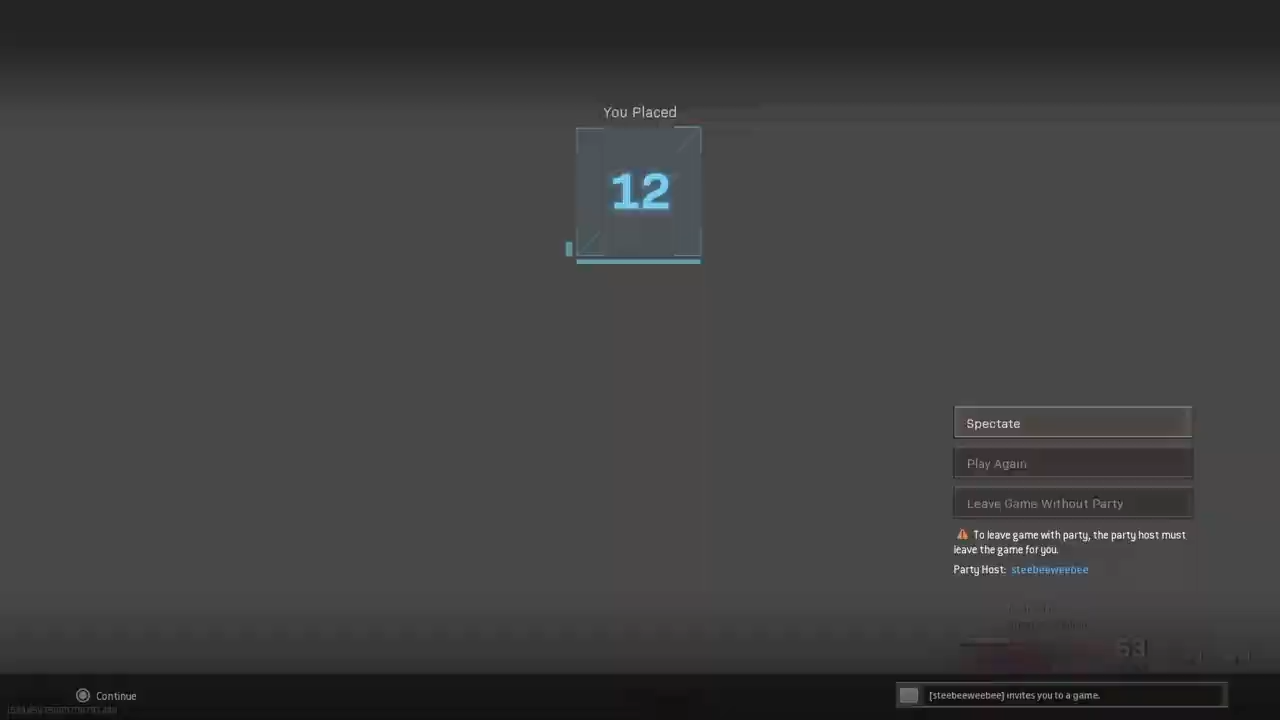 You Placed
12
Spectate
Play Again
Leave Game Without Party
To leave game with party, the party host must
leave the game for you.
Party Host: steebeeweebee
53
Continue
[steebeeweebee] invites you to a game.